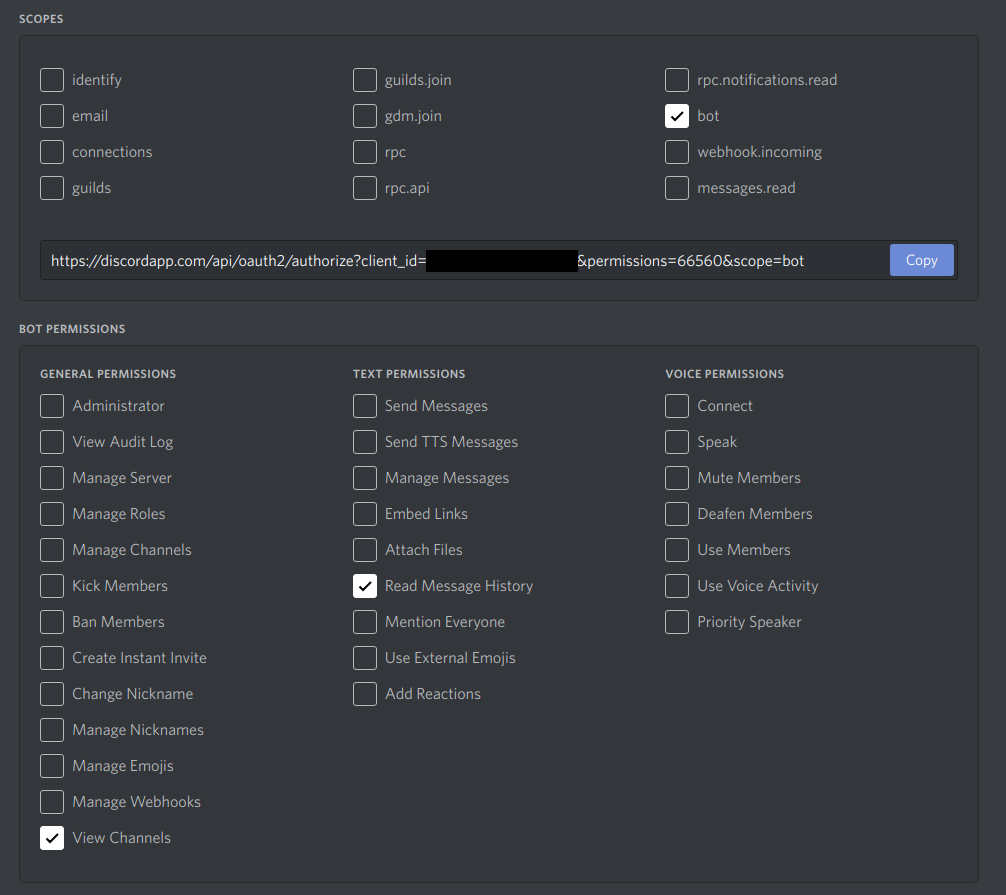 SCOPES
identify
guilds.join
rpc.notifications.read
email
gdm.join
bot
connections
rpc
webhook.incoming
guilds
rpc.api
messages.read
https://discordapp.com/api/oauth2/authorize?client_id= &permissions=66560&scope=bot
Copy
BOT PERMISSIONS
GENERAL PERMISSIONS
Administrator
View Audit Log
Manage Server
Manage Roles
Manage Channels
Kick Members
Ban Members
Create Instant Invite
Change Nickname
Manage Nicknames
Manage Emojis
Manage Webhooks
View Channels
TEXT PERMISSIONS
Send Messages
Send TTS Messages
Manage Messages
Embed Links
Attach Files
Read Message History
Mention Everyone
Use External Emojis
Add Reactions
VOICE PERMISSIONS
Connect
Speak
Mute Members
Deafen Members
Use Members
Use Voice Activity
Priority Speaker